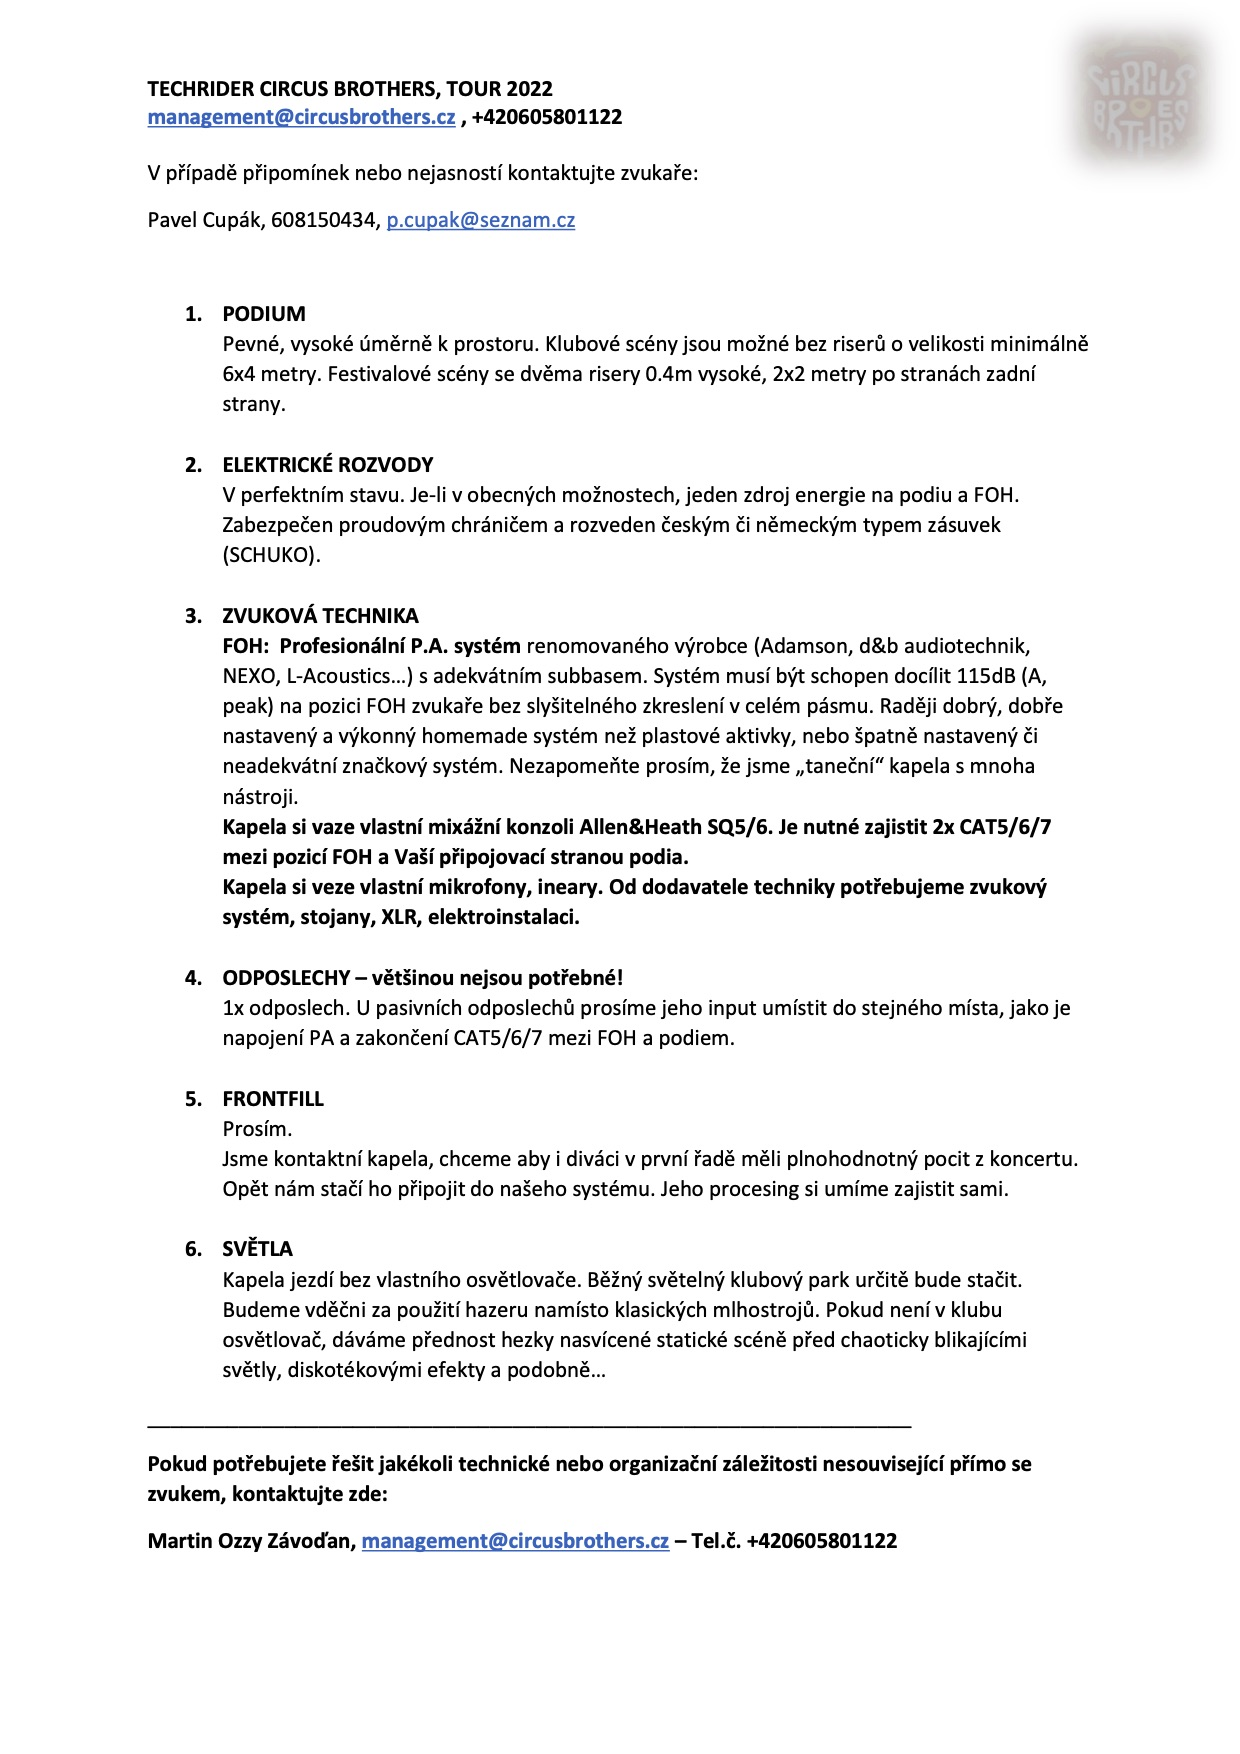 CIRCUS
BROTHERS
TECHRIDER CIRCUS BROTHERS, TOUR 2022
management@circusbrothers.cz , +420605801122
V případě připomínek nebo nejasností kontaktujte zvukaře:
Pavel Cupák, 608150434, p.cupak@seznam.cz
1. PODIUM
Pevné, vysoké úměrně k prostoru. Klubové scény jsou možné bez riserů o velikosti minimálně
6x4 metry. Festivalové scény se dvěma risery 0.4m vysoké, 2x2 metry po stranách zadní
strany.
2. ELEKTRICKÉ ROZVODY
V perfektním stavu. Je-li v obecných možnostech, jeden zdroj energie na podiu a FOH.
Zabezpečen proudovým chráničem a rozveden českým či německým typem zásuvek
(SCHUKO).
3. ZVUKOVÁ TECHNIKA
FOH:  Profesionální P.A. systém renomovaného výrobce (Adamson, d&b audiotechnik,
NEXO, L-Acoustics…) s adekvátním subbasem. Systém musí být schopen docílit 115dB (A,
peak) na pozici FOH zvukaře bez slyšitelného zkreslení v celém pásmu. Raději dobrý, dobře
nastavený a výkonný homemade systém než plastové aktivky, nebo špatně nastavený či
neadekvátní značkový systém. Nezapomeňte prosím, že jsme „taneční“ kapela s mnoha
nástroji.
Kapela si vaze vlastní mixážní konzoli Allen&Heath SQ5/6. Je nutné zajistit 2x CAT5/6/7
mezi pozicí FOH a Vaší připojovací stranou podia.
Kapela si veze vlastní mikrofony, ineary. Od dodavatele techniky potřebujeme zvukový
systém, stojany, XLR, elektroinstalaci.
4. ODPOSLECHY – většinou nejsou potřebné!
1x odposlech. U pasivních odposlechů prosíme jeho input umístit do stejného místa, jako je
napojení PA a zakončení CAT5/6/7 mezi FOH a podiem.
5. FRONTFILL
Prosím.
Jsme kontaktní kapela, chceme aby i diváci v první řadě měli plnohodnotný pocit z koncertu.
Opět nám stačí ho připojit do našeho systému. Jeho procesing si umíme zajistit sami.
6. SVĚTLA
Kapela jezdí bez vlastního osvětlovače. Běžný světelný klubový park určitě bude stačit.
Budeme vděčni za použití hazeru namísto klasických mlhostrojů. Pokud není v klubu
osvětlovač, dáváme přednost hezky nasvícené statické scéně před chaoticky blikajícími
světly, diskotékovými efekty a podobně…
Pokud potřebujete řešit jakékoli technické nebo organizační záležitosti nesouvisející přímo se
zvukem, kontaktujte zde:
Martin Ozzy Závoďan, management@circusbrothers.cz – Tel.č. +420605801122